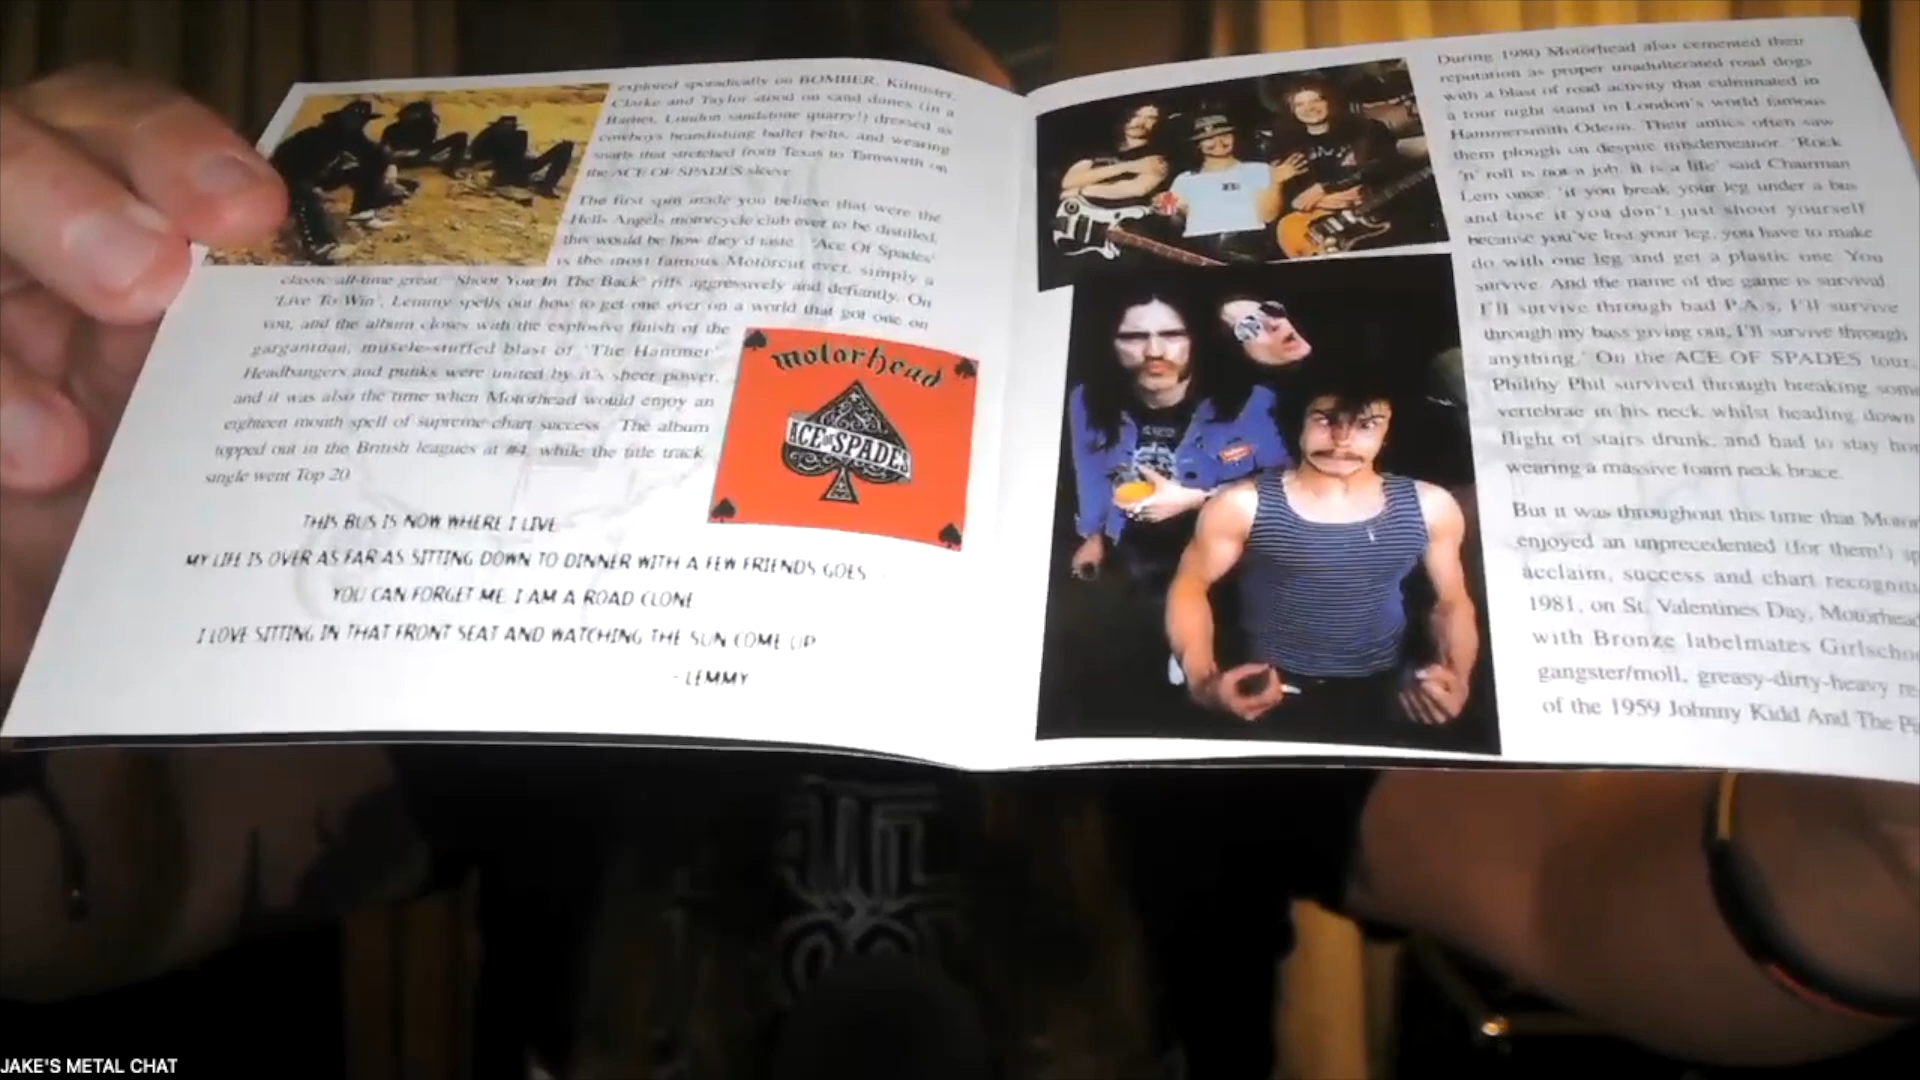 explored sporadically on BOMBER, Kilmister,
Clarke and Taylor stood on sand dunes (in a
Barnet, London sandstone quarry!) dressed as
cowboys brandishing bullet belts, and wearing
snarls that stretched from Texas to Tamworth on
the ACE OF SPADES sleeve
The first spin made you believe that were the
Hells Angels motorcycle club ever to be distilled,
this would be how they'd taste. 'Ace Of Spades'
is the most famous Motorcut ever, simply a
classic all-time great. 'Shoot You In The Back' riffs aggressively and defiantly. On
'Live To Win', Lemmy spells out how to get one over on a world that got one on
you, and the album closes with the explosive finish of the
gargantuan, muscle-stuffed blast of 'The Hammer'
Headbangers and punks were united by it's sheer power,
and it was also the time when Motorhead would enjoy an
eighteen month spell of supreme chart success. The album
topped out in the British leagues at #4, while the title track
single went Top 20
motorhead
ACE OF SPADES
THIS BUS IS NOW WHERE I LIVE
MY LIFE IS OVER AS FAR AS SITTING DOWN TO DINNER WITH A FEW FRIENDS GOES
YOU CAN FORGET ME. I AM A ROAD CLONE
I LOVE SITTING IN THAT FRONT SEAT AND WATCHING THE SUN COME UP
- LEMMY
During 1980 Motörhead also cemented their
reputation as proper unadulterated road dogs
with a blast of road activity that culminated in
a four night stand in London's world famous
Hammersmith Odeon. Their antics often saw
them plough on despite misdemeanor. 'Rock
'n' roll is not a job, it is a life' said Chairman
Lem once, 'if you break your leg under a bus
and lose it you don't just shoot yourself
because you've lost your leg, you have to make
do with one leg and get a plastic one. You
survive. And the name of the game is survival.
I'll survive through bad P.A.s, I'll survive
through my bass giving out, I'll survive through
anything.' On the ACE OF SPADES tour,
Philthy Phil survived through breaking some
vertebrae in his neck whilst heading down
flight of stairs drunk, and had to stay
wearing a massive foam neck brace.
But it was throughout this time that
enjoyed an unprecedented (for them!)
acclaim, success and chart
1981, on St. Valentines Day, Motörhead
with Bronze labelmates
gangster/moll, greasy-dirty-heavy
of the 1959 Johnny Kidd And The
JAKE'S METAL CHAT